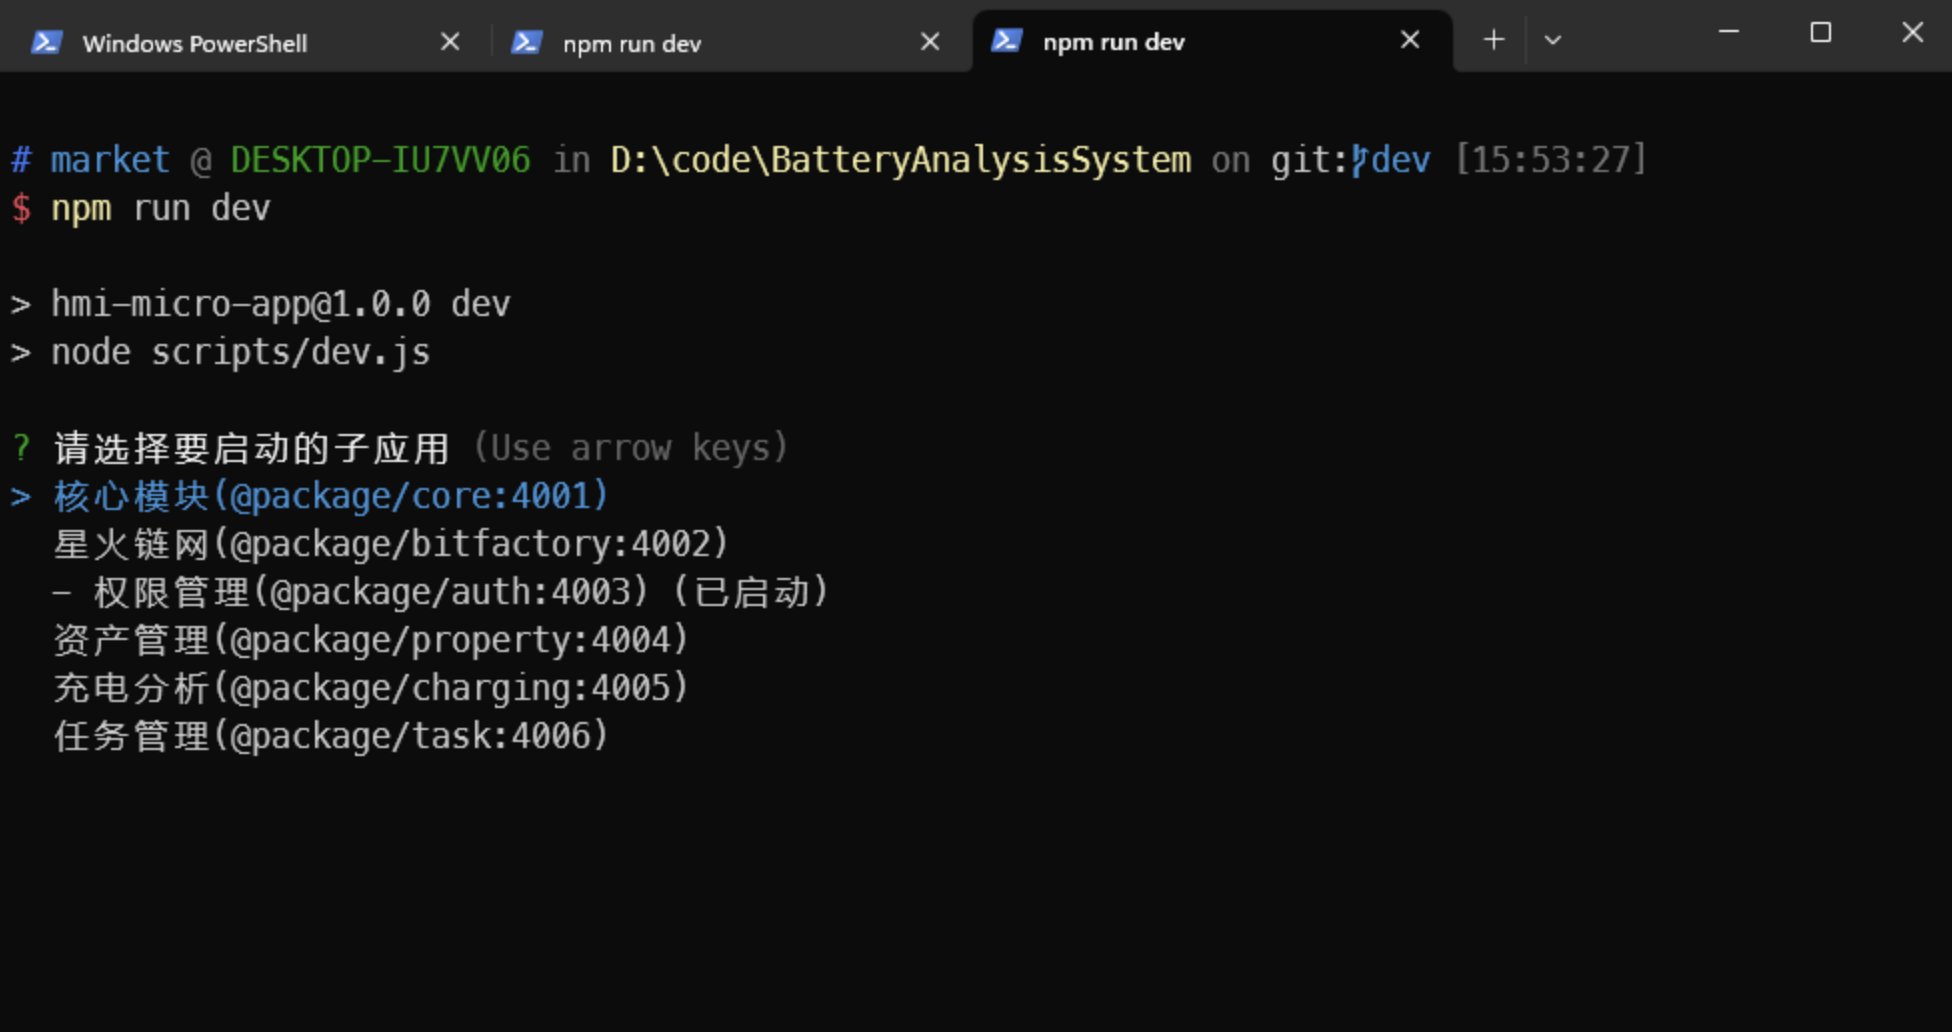 Windows PowerShell
npm run dev
npm run dev
# market @ DESKTOP-IU7VV06 in D:\code\BatteryAnalysisSystem on git:dev [15:53:27]
$ npm run dev
> hmi-micro-app@1.0.0 dev
> node scripts/dev.js
? 请选择要启动的子应用 (Use arrow keys)
> 核心模块(@package/core:4001)
星火链网(@package/bitfactory:4002)
- 权限管理(@package/auth:4003) (已启动)
资产管理(@package/property:4004)
充电分析(@package/charging:4005)
任务管理(@package/task:4006)